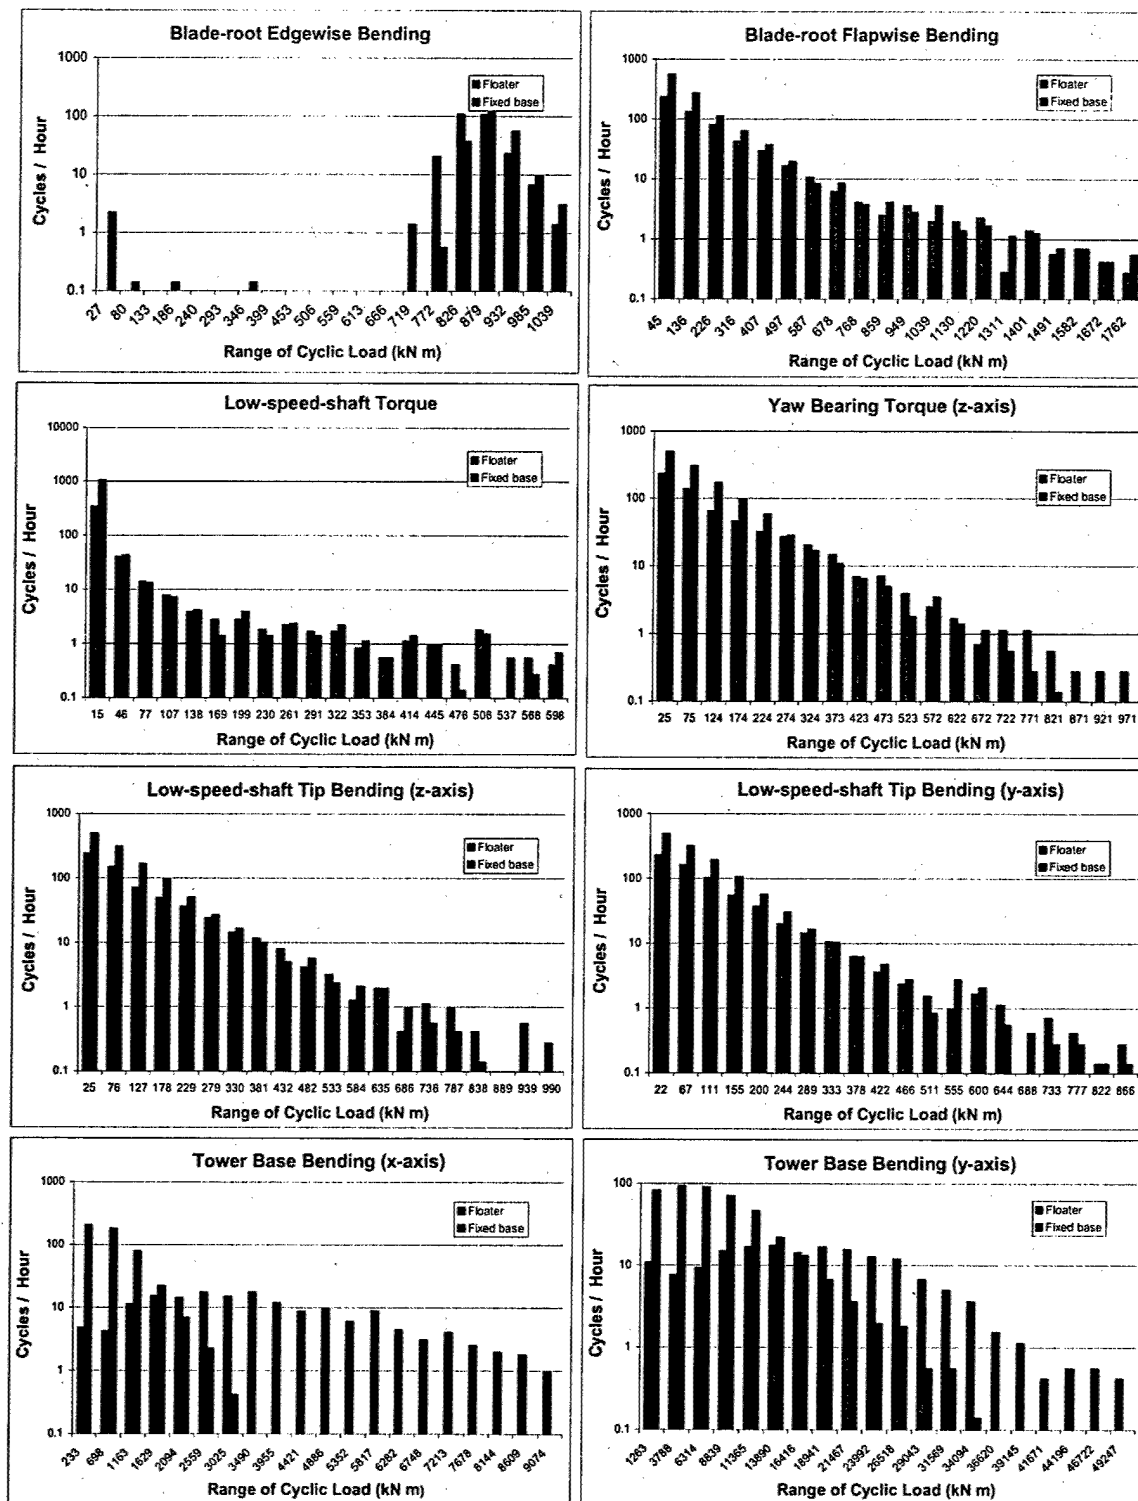 Blade-root Edgewise Bending
1000
100
10
1
0.1
Cycles / Hour
Floater
Fixed base
27 80 133 186 240 293 346 399 453 506 559 613 666 719 772 826 879 932 985 1039
Range of Cyclic Load (kN m)
Blade-root Flapwise Bending
1000
100
10
1
0.1
Cycles / Hour
Floater
Fixed base
45 136 226 316 407 497 587 678 768 859 949 1039 1130 1220 1311 1401 1491 1582 1672 1762
Range of Cyclic Load (kN m)
Low-speed-shaft Torque
10000
1000
100
10
1
0.1
Cycles / Hour
Floater
Fixed base
15 46 77 107 138 169 199 230 261 291 322 353 384 414 445 476 506 537 568 598
Range of Cyclic Load (kN m)
Yaw Bearing Torque (z-axis)
1000
100
10
1
0.1
Cycles / Hour
Floater
Fixed base
25 75 124 174 224 274 324 373 423 473 523 572 622 672 722 771 821 871 921 971
Range of Cyclic Load (kN m)
Low-speed-shaft Tip Bending (z-axis)
1000
100
10
1
0.1
Cycles / Hour
Floater
Fixed base
25 76 127 178 229 279 330 381 432 482 533 584 635 686 736 787 838 889 939 990
Range of Cyclic Load (kN m)
Low-speed-shaft Tip Bending (y-axis)
1000
100
10
1
0.1
Cycles / Hour
Floater
Fixed base
22 67 111 155 200 244 289 333 378 422 466 511 555 600 644 688 733 777 822 866
Range of Cyclic Load (kN m)
Tower Base Bending (x-axis)
1000
100
10
1
0.1
Cycles / Hour
Floater
Fixed base
233 698 1163 1629 2094 2559 3025 3490 3955 4421 4886 5352 5817 6282 6748 7213 7678 8144 8609 9074
Range of Cyclic Load (kN m)
Tower Base Bending (y-axis)
100
10
1
0.1
Cycles / Hour
Floater
Fixed base
1263 3788 6314 8839 11365 13890 16416 18941 21467 23992 26518 29043 31569 34094 36620 39145 41671 44196 46722 49247
Range of Cyclic Load (kN m)